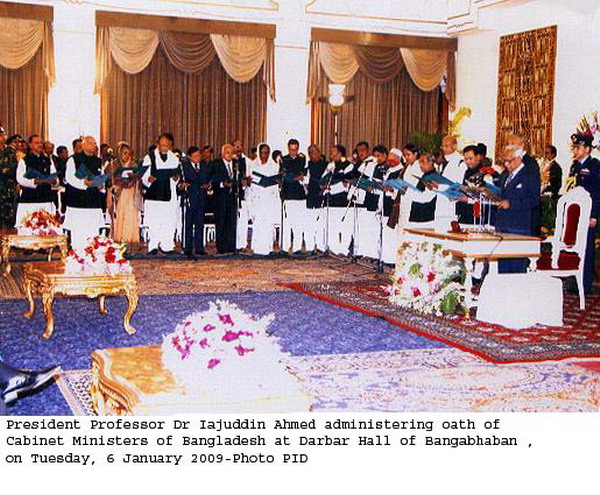 President Professor Dr Iajuddin Ahmed administering oath of
Cabinet Ministers of Bangladesh at Darbar Hall of Bangabhaban ,
on Tuesday, 6 January 2009-Photo PID